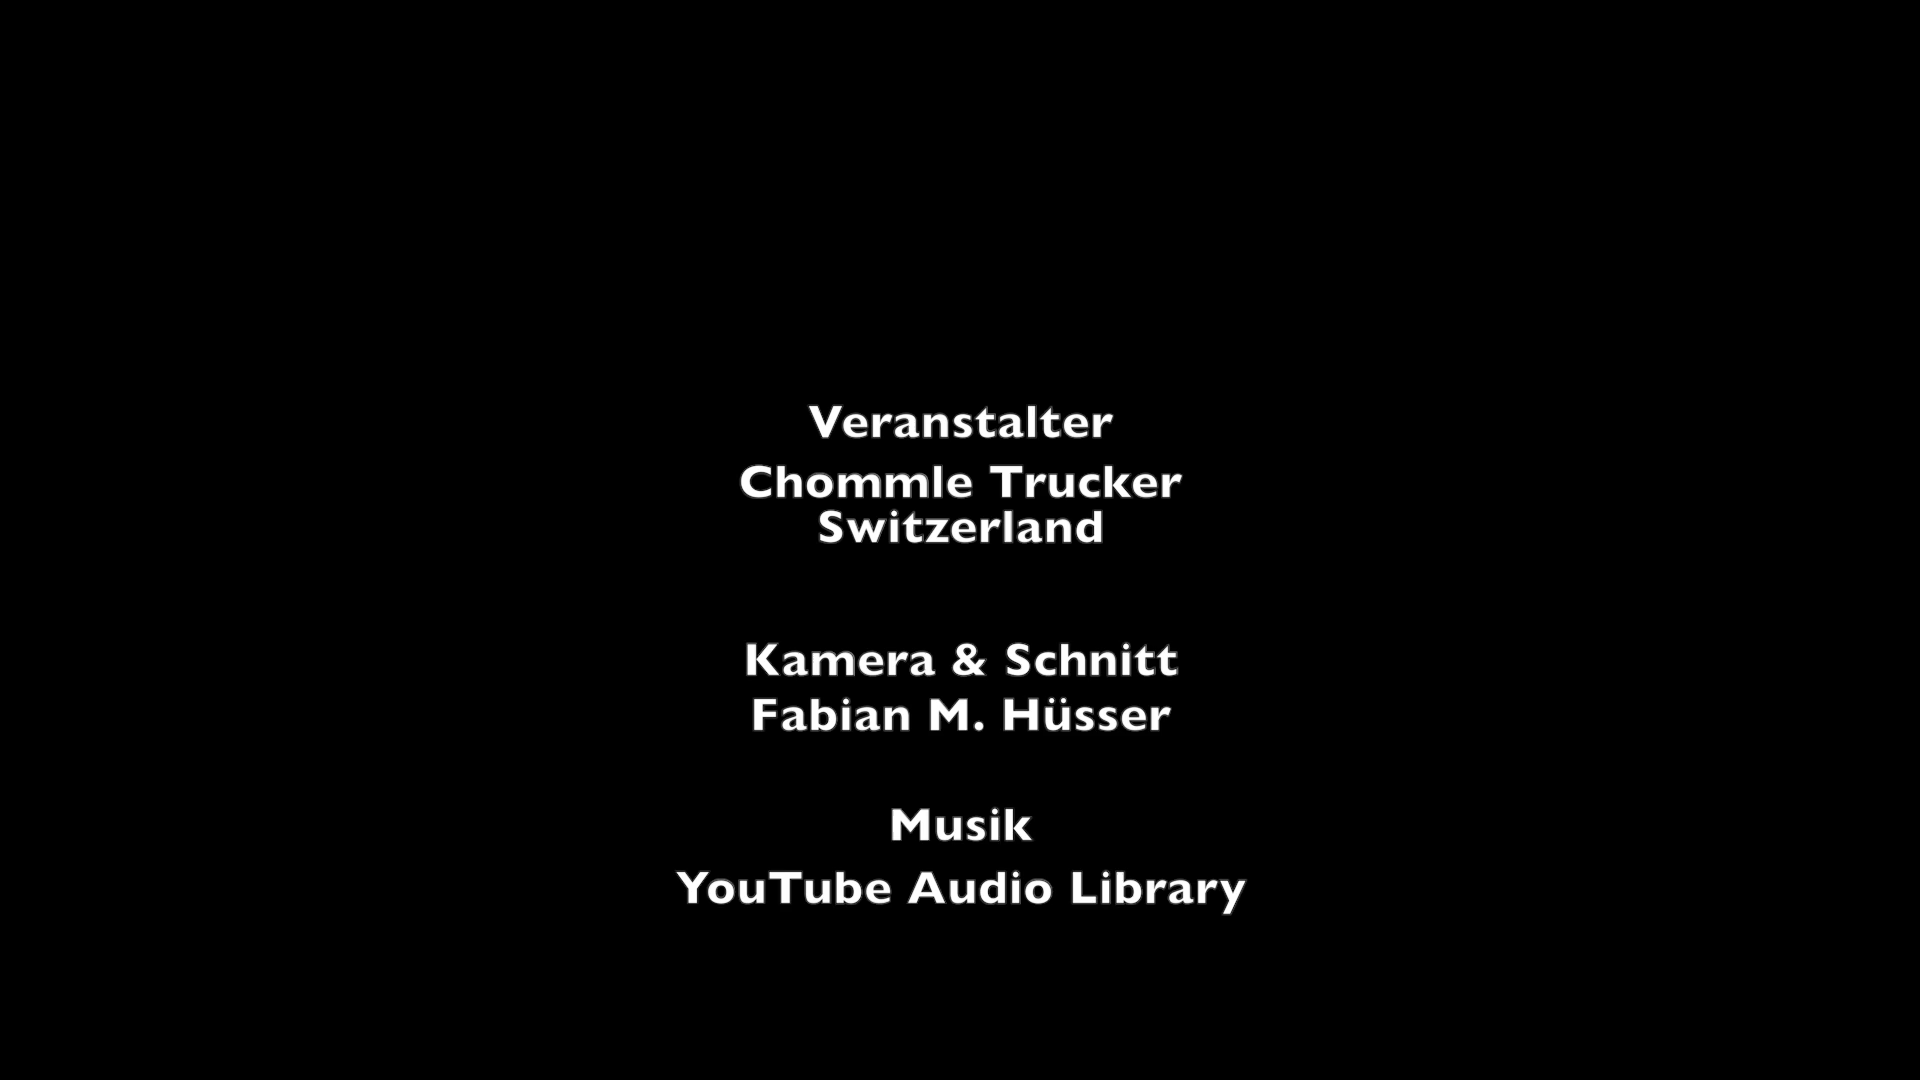 Veranstalter
Chommle Trucker
Switzerland
Kamera & Schnitt
Fabian M. Hüsser
Musik
YouTube Audio Library